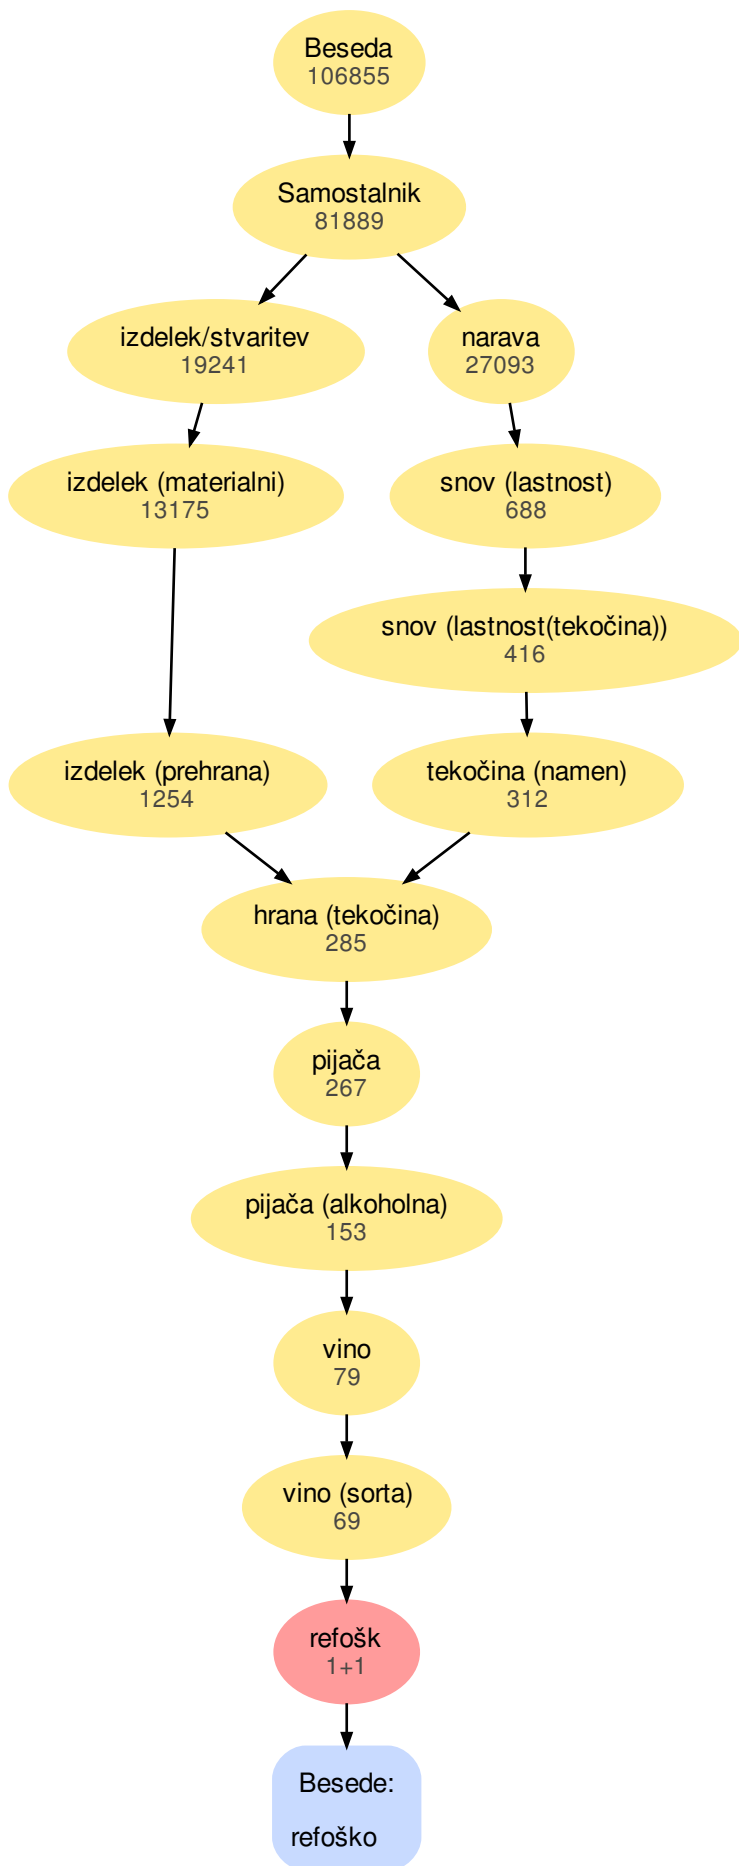 Beseda
106855
Samostalnik
81889
izdelek/stvaritev
19241
narava
27093
izdelek (materialni)
13175
snov (lastnost)
688
snov (lastnost(tekočina))
416
izdelek (prehrana)
1254
tekočina (namen)
312
hrana (tekočina)
285
pijača
267
pijača (alkoholna)
153
vino
79
vino (sorta)
69
refošk
1+1
Besede:
refoško